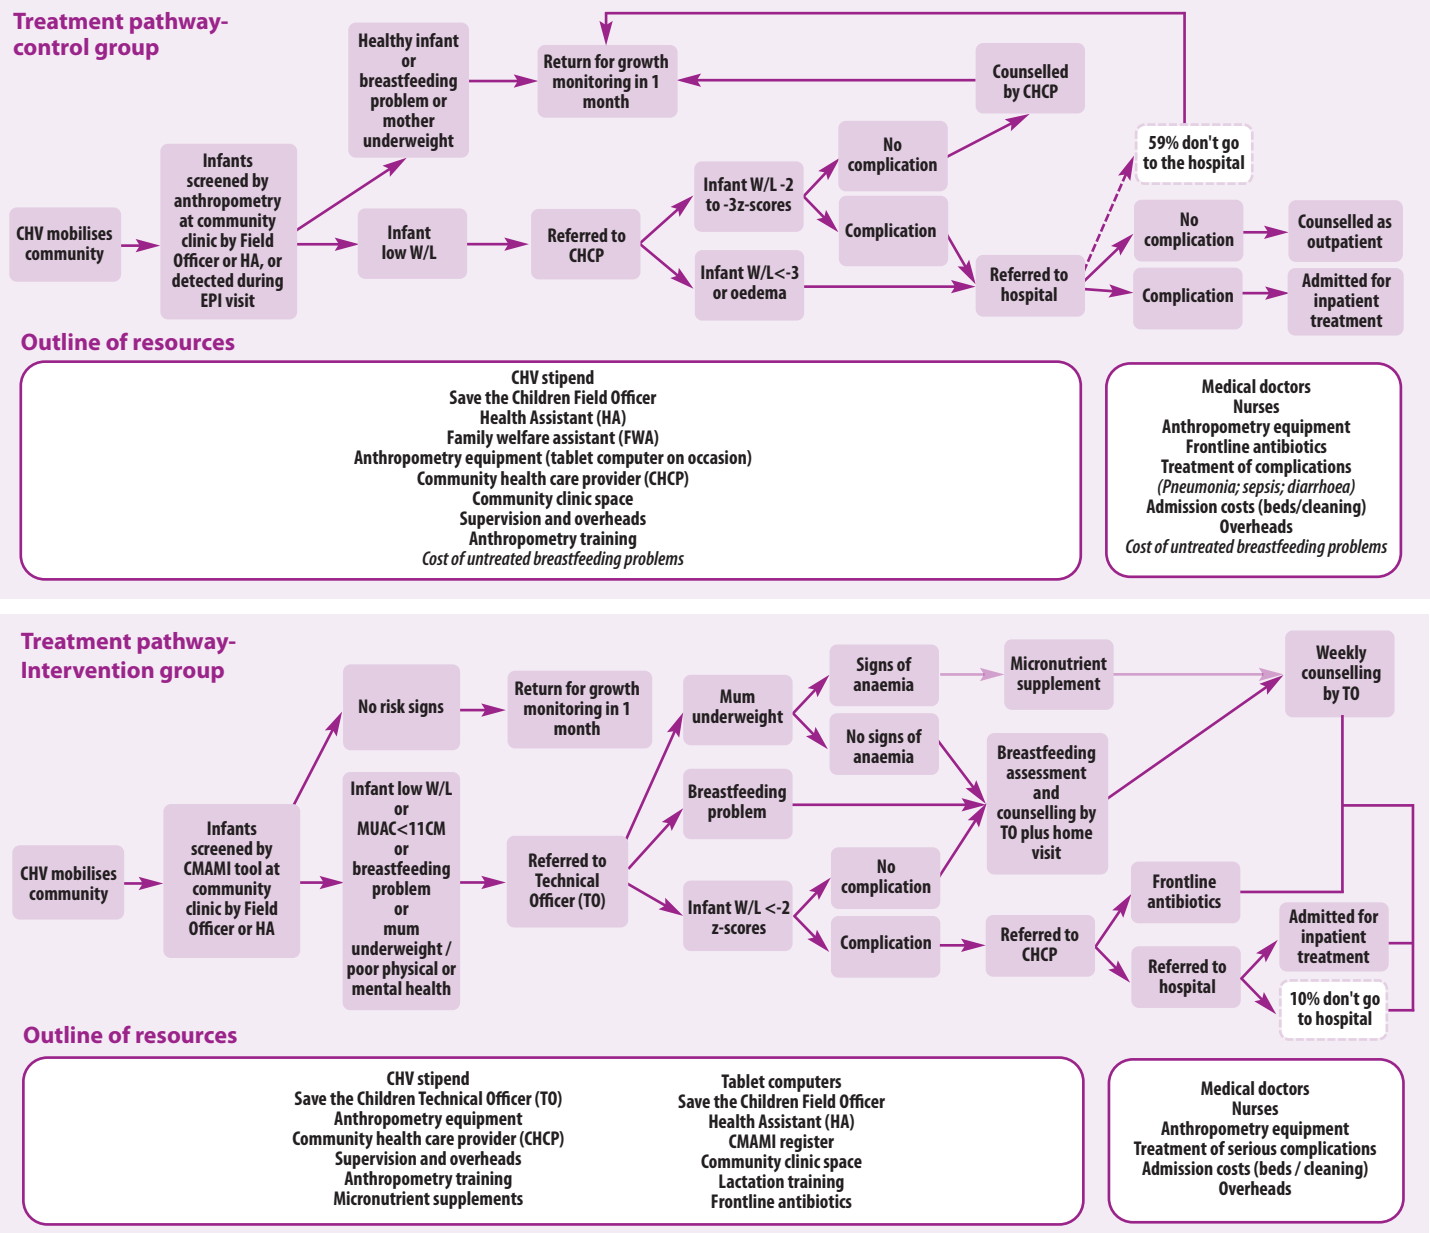 Treatment pathway-
control group
CHV mobilises
community
Infants
screened by
anthropometry
at community
clinic by Field
Officer or HA, or
detected during
EPI visit
Healthy infant
or
breastfeeding
problem or
mother
underweight
Return for growth
monitoring in 1
month
Infant
low W/L
Referred to
CHCP
Infant W/L -2
to -3z-scores
Infant W/L<-3
or oedema
No
complication
Complication
Counselled
by CHCP
Referred to
hospital
59% don't go
to the hospital
No
complication
Complication
Counselled as
outpatient
Admitted for
inpatient
treatment
Outline of resources
CHV stipend
Save the Children Field Officer
Health Assistant (HA)
Family welfare assistant (FWA)
Anthropometry equipment (tablet computer on occasion)
Community health care provider (CHCP)
Community clinic space
Supervision and overheads
Anthropometry training
Cost of untreated breastfeeding problems
Medical doctors
Nurses
Anthropometry equipment
Frontline antibiotics
Treatment of complications
(Pneumonia; sepsis; diarrhoea)
Admission costs (beds/cleaning)
Overheads
Cost of untreated breastfeeding problems
Treatment pathway-
Intervention group
CHV mobilises
community
Infants
screened by
CMAMI tool at
community
clinic by Field
Officer or HA
No risk signs
Return for growth
monitoring in 1
month
Infant low W/L
or
MUAC<11CM
or
breastfeeding
problem
or
mum
underweight /
poor physical or
mental health
Referred to
Technical
Officer (TO)
Mum
underweight
Breastfeeding
problem
Infant W/L <-2
z-scores
Signs of
anaemia
No signs of
anaemia
No
complication
Complication
Micronutrient
supplement
Breastfeeding
assessment
and
counselling by
TO plus home
visit
Referred to
CHCP
Weekly
counselling
by TO
Frontline
antibiotics
Referred to
hospital
Admitted for
inpatient
treatment
10% don't go
to hospital
Outline of resources
CHV stipend
Save the Children Technical Officer (TO)
Anthropometry equipment
Community health care provider (CHCP)
Supervision and overheads
Anthropometry training
Micronutrient supplements
Tablet computers
Save the Children Field Officer
Health Assistant (HA)
CMAMI register
Community clinic space
Lactation training
Frontline antibiotics
Medical doctors
Nurses
Anthropometry equipment
Treatment of serious complications
Admission costs (beds / cleaning)
Overheads